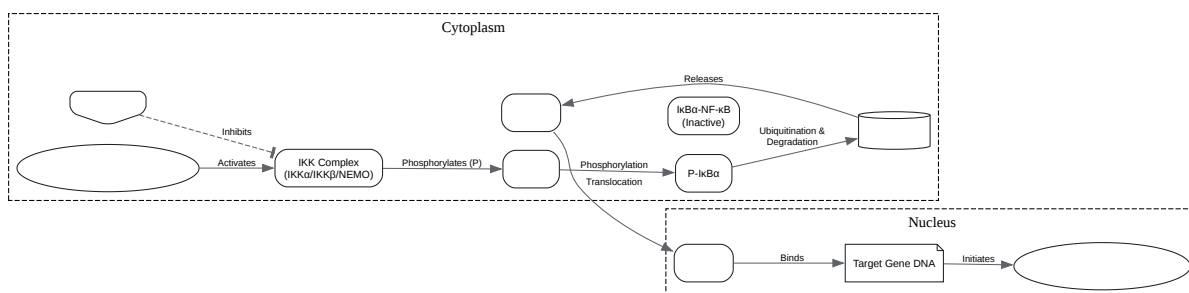 Cytoplasm
Releases
IκBα-NF-κB
(Inactive)
Inhibits
Ubiquitination &
Degradation
Activates
IKK Complex
(IKKα/IKKβ/NEMO)
Phosphorylates (P)
Phosphorylation
P-IκBα
Translocation
Nucleus
Binds
Target Gene DNA
Initiates